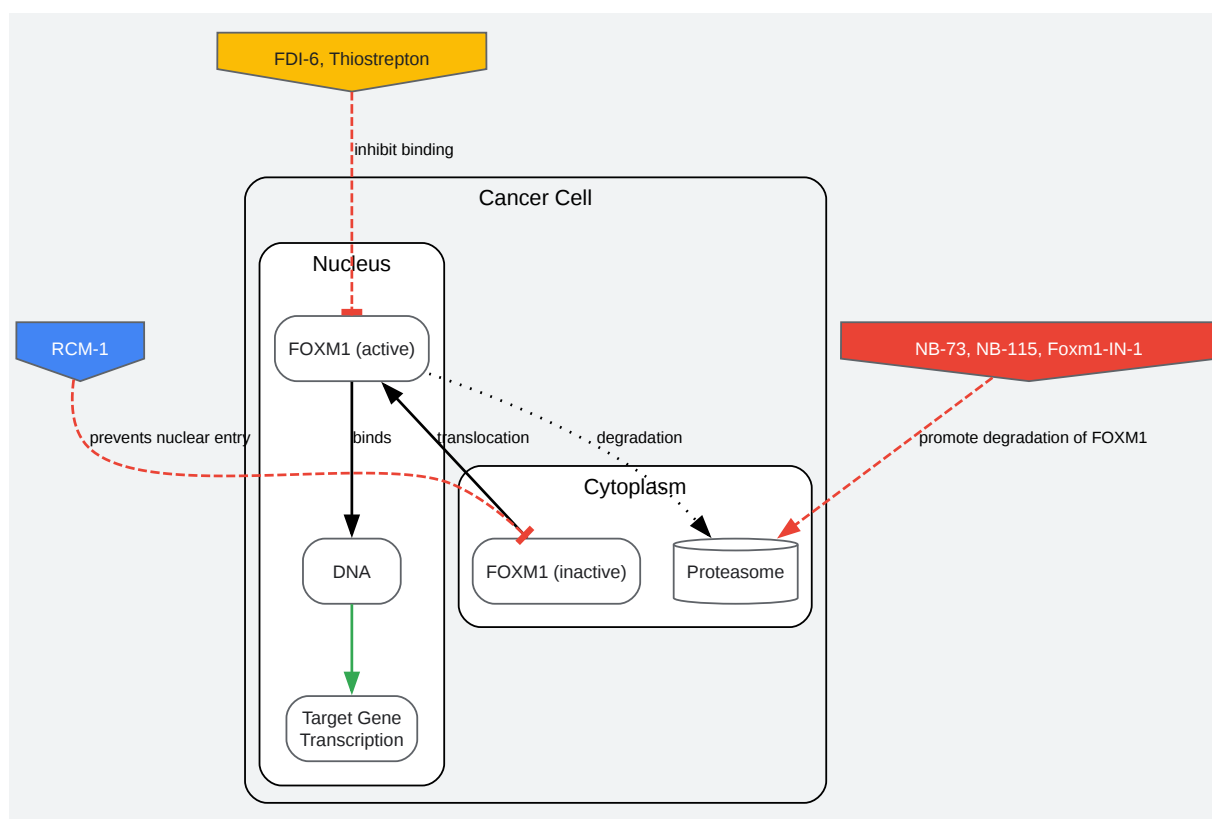 FDI-6, Thiostrepton
inhibit binding
Cancer Cell
Nucleus
FOXM1 (active)
RCM-1
NB-73, NB-115, Foxm1-IN-1
prevents nuclear entry
binds
translocation
degradation
promote degradation of FOXM1
Cytoplasm
DNA
FOXM1 (inactive)
Proteasome
Target Gene
Transcription